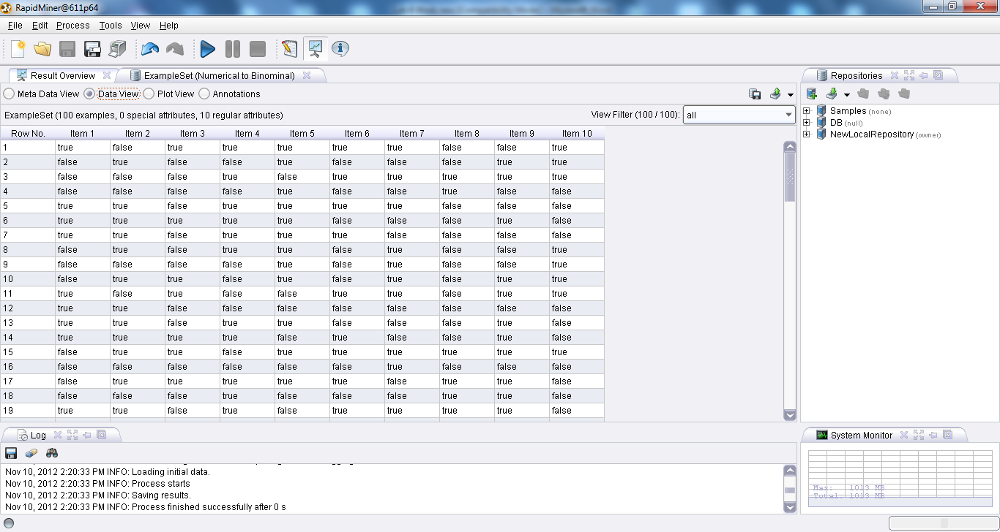 RapidMiner@611p64
File Edit Process Tools View Help
Result Overview ExampleSet (Numerical to Binominal) Repositories
Meta Data View Data View Plot View Annotations
ExampleSet (100 examples, 0 special attributes, 10 regular attributes) View Filter (100 / 100): all
Samples (none)
DB (null)
NewLocalRepository (owner)
Row No. Item 1 Item 2 Item 3 Item 4 Item 5 Item 6 Item 7 Item 8 Item 9 Item 10
1 true false true true true true true false false true
2 false true false false true false true false true true
3 false false false true false true true true true true
4 false false false false true false false true false false
5 true true false true true true true false false false
6 true true true true true false false false true false
7 true true false true true true false false false false
8 false true false true true false true false false false
9 false false false false true false true false false true
10 false true true false true false true false true true
11 true true true true false false false false true true
12 true true false false false false false false true false
13 true true false true true false false false true false
14 true true true true false true false false true false
15 true true false true true false true false true true
16 false false false false false false true false false false
17 false true true true true true false true true false
18 false false false true false false false true false false
19 true true false true false true true true true false
Log System Monitor
Nov 10, 2012 2:20:33 PM INFO: Loading initial data.
Nov 10, 2012 2:20:33 PM INFO: Process starts
Nov 10, 2012 2:20:33 PM INFO: Saving results.
Nov 10, 2012 2:20:33 PM INFO: Process finished successfully after 0 s
Max: 1013 MB
Total: 1013 MB